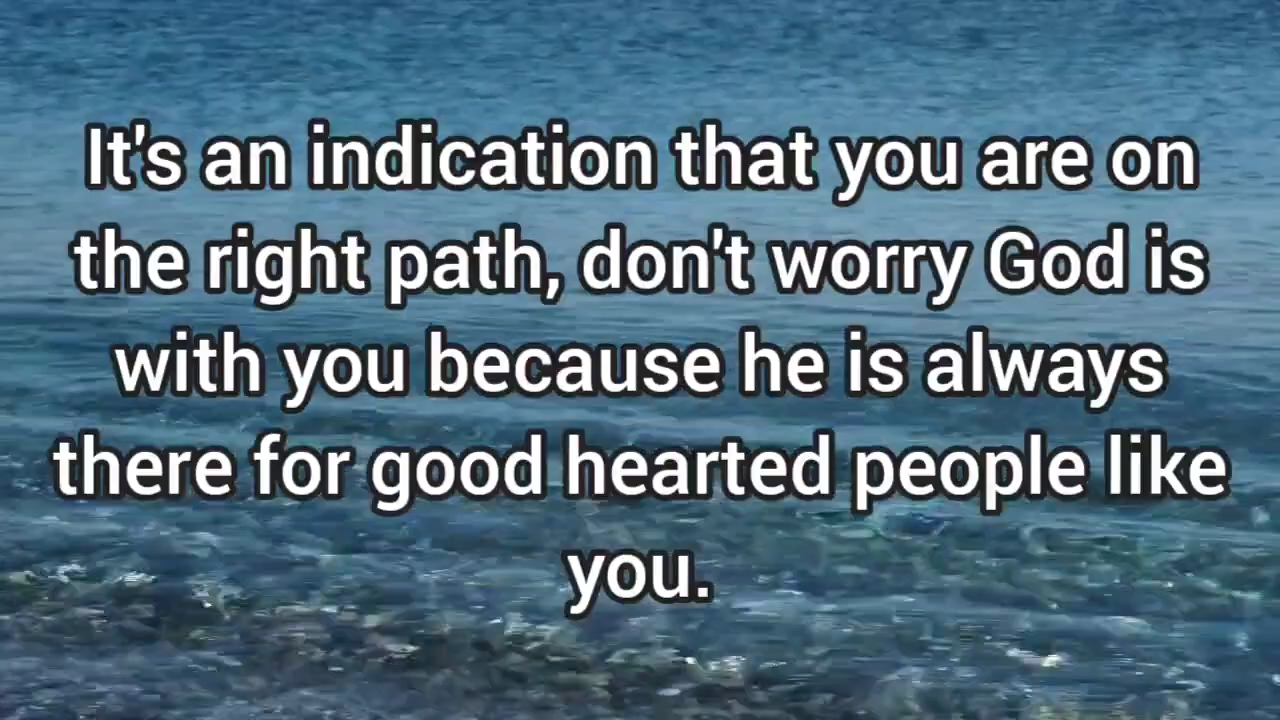 It's an indication that you are on
the right path, don't worry God is
with you because he is always
there for good hearted people like
you.